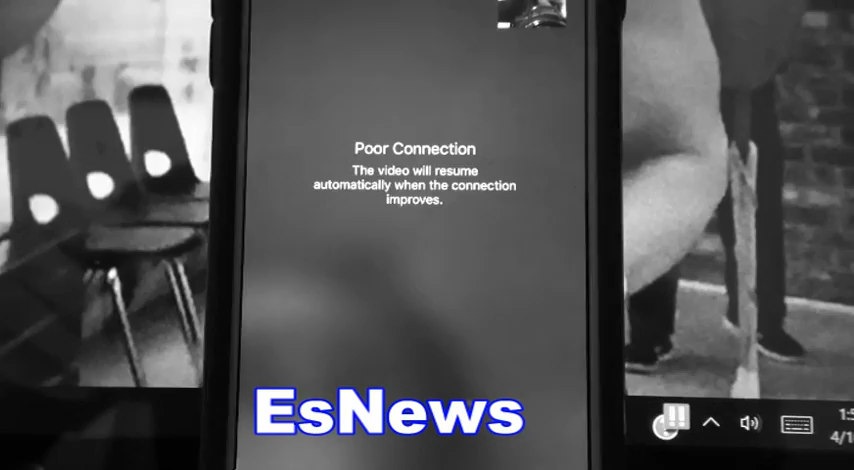 Poor Connection
The video will resume
automatically when the connection
improves.
EsNews